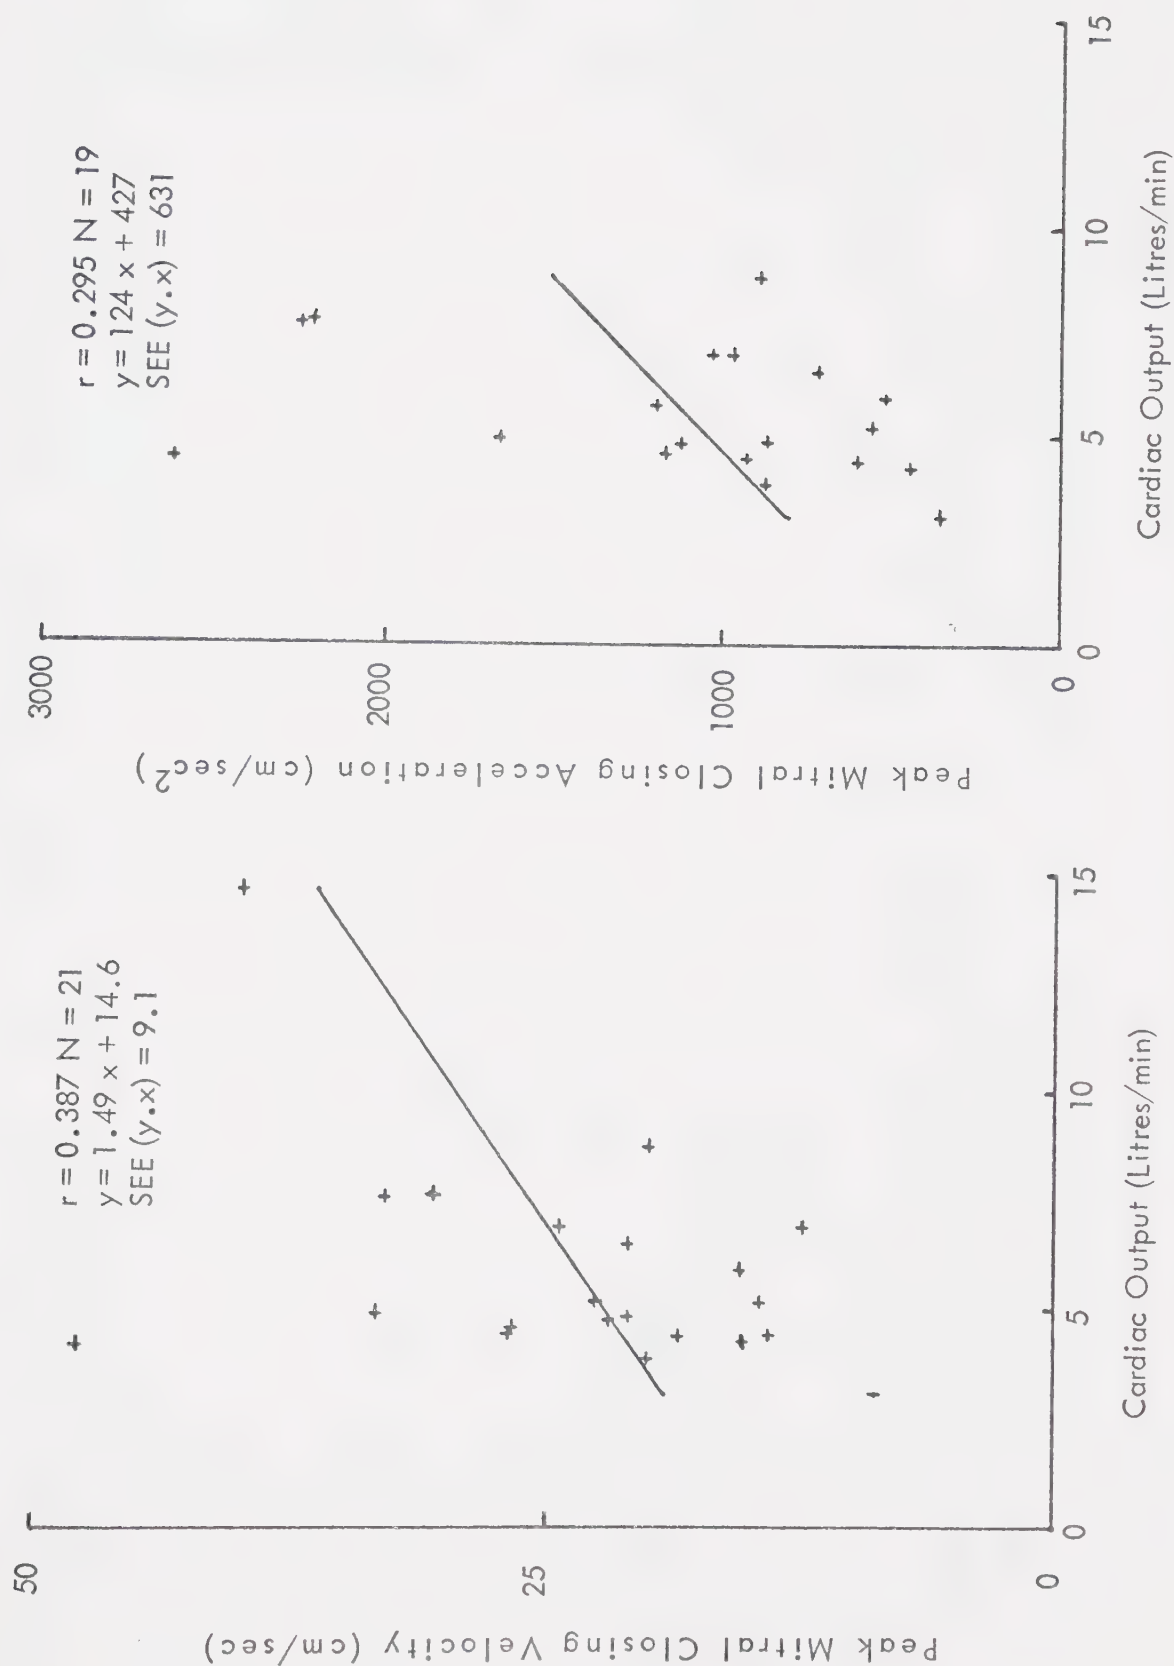 r = 0.387 N = 21
y = 1.49 x + 14.6
SEE (y.x) = 9.1
50
25
0
Peak Mitral Closing Velocity (cm/sec)
0
5
10
15
Cardiac Output (Litres/min)
r = 0.295 N = 19
y = 124 x + 427
SEE (y.x) = 631
3000
2000
1000
0
Peak Mitral Closing Acceleration (cm/sec²)
0
5
10
15
Cardiac Output (Litres/min)